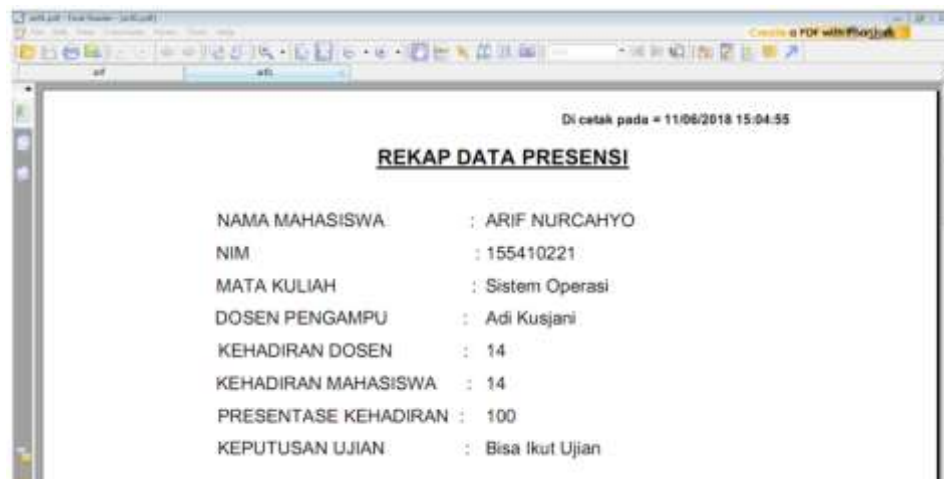 Di cetak pada = 11/06/2018 15:04:55
REKAP DATA PRESENSI
NAMA MAHASISWA : ARIF NURCAHYO
NIM : 155410221
MATA KULIAH : Sistem Operasi
DOSEN PENGAMPU : Adi Kusjani
KEHADIRAN DOSEN : 14
KEHADIRAN MAHASISWA : 14
PRESENTASE KEHADIRAN : 100
KEPUTUSAN UJIAN : Bisa Ikut Ujian